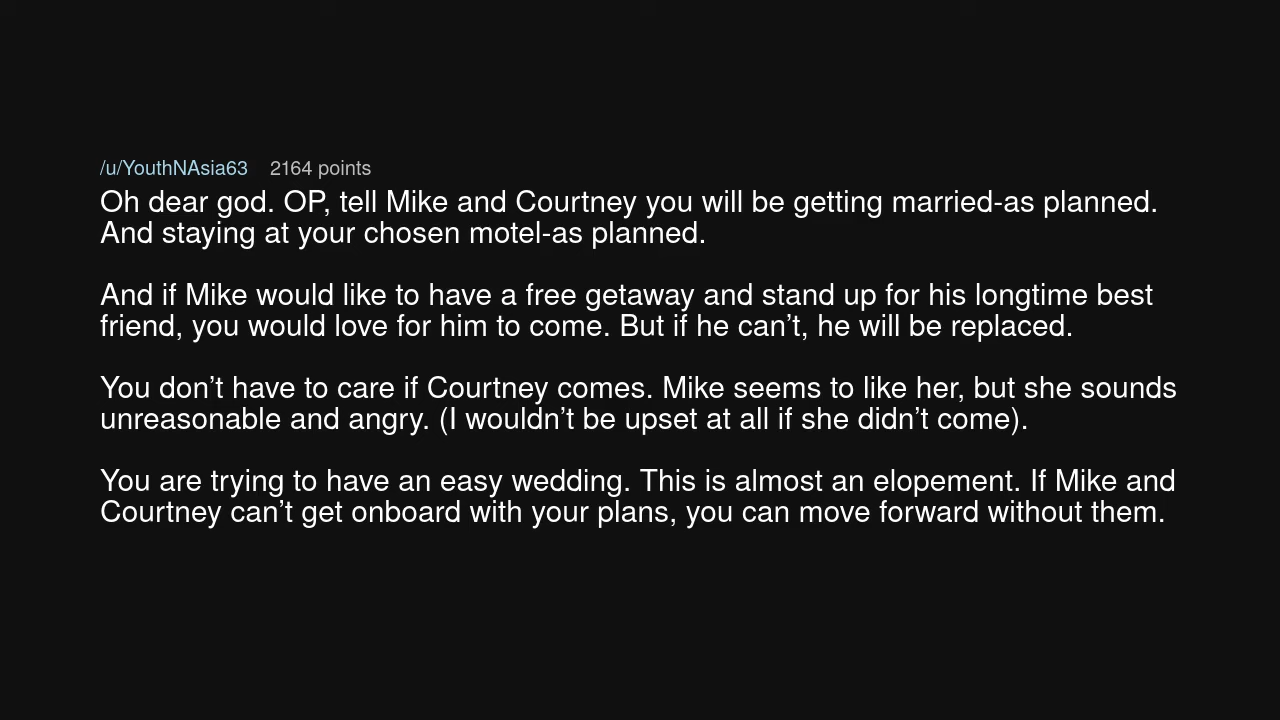 /u/YouthNAsia63 2164 points
Oh dear god. OP, tell Mike and Courtney you will be getting married-as planned.
And staying at your chosen motel-as planned.
And if Mike would like to have a free getaway and stand up for his longtime best
friend, you would love for him to come. But if he can’t, he will be replaced.
You don’t have to care if Courtney comes. Mike seems to like her, but she sounds
unreasonable and angry. (I wouldn’t be upset at all if she didn’t come).
You are trying to have an easy wedding. This is almost an elopement. If Mike and
Courtney can’t get onboard with your plans, you can move forward without them.